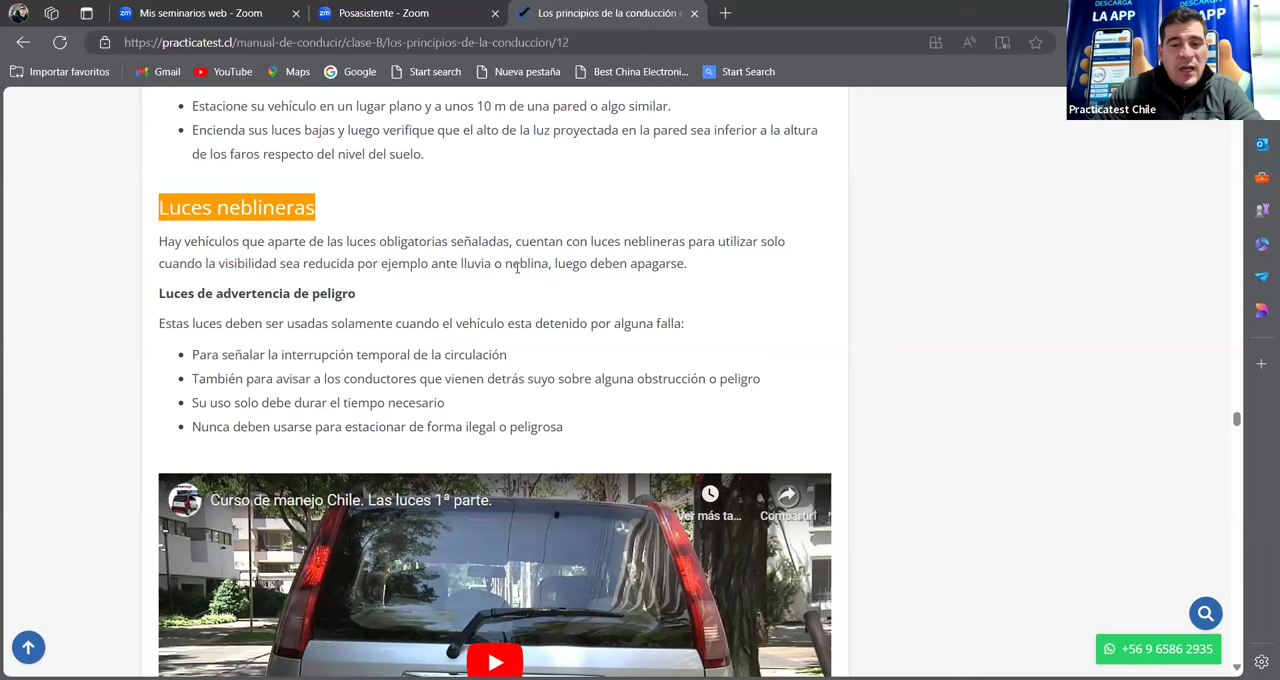 Mis seminarios web - Zoom
Posasistente - Zoom
Los principios de la conducción
https://practicatest.cl/manual-de-conducir/clase-B/los-principios-de-la-conduccion/12
Importar favoritos
Gmail
YouTube
Maps
Google
Start search
Nueva pestaña
Best China Electroni...
Start Search
DESCARGA
LA APP
Practicatest Chile
Estacione su vehículo en un lugar plano y a unos 10 m de una pared o algo similar.
Encienda sus luces bajas y luego verifique que el alto de la luz proyectada en la pared sea inferior a la altura
de los faros respecto del nivel del suelo.
Luces neblineras
Hay vehículos que aparte de las luces obligatorias señaladas, cuentan con luces neblineras para utilizar solo
cuando la visibilidad sea reducida por ejemplo ante lluvia o neblina, luego deben apagarse.
Luces de advertencia de peligro
Estas luces deben ser usadas solamente cuando el vehículo esta detenido por alguna falla:
Para señalar la interrupción temporal de la circulación
También para avisar a los conductores que vienen detrás suyo sobre alguna obstrucción o peligro
Su uso solo debe durar el tiempo necesario
Nunca deben usarse para estacionar de forma ilegal o peligrosa
Curso de manejo Chile. Las luces 1ª parte.
Ver más ta...
Compartir
+56 9 6586 2935